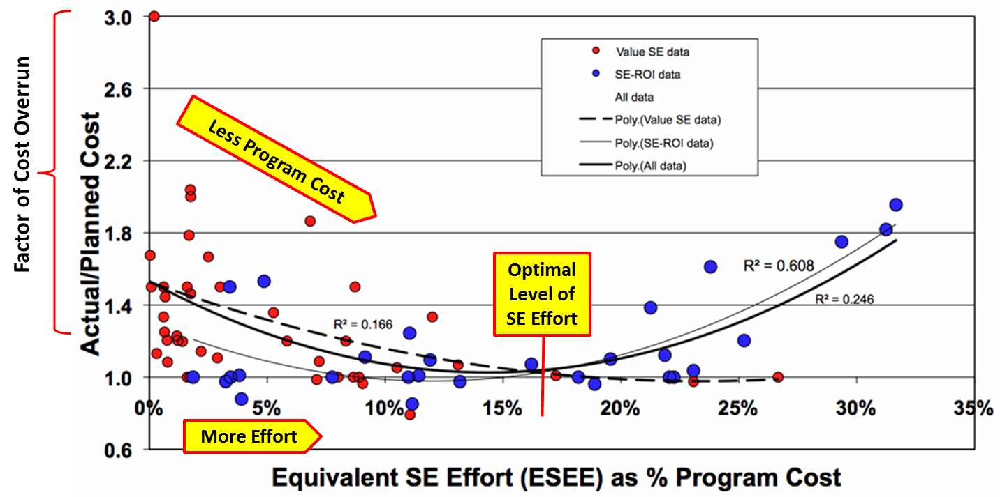 Factor of Cost Overrun
Actual/Planned Cost
3.0
2.6
2.2
1.8
1.4
1.0
0.6
Value SE data
SE-ROI data
All data
Poly.(Value SE data)
Poly.(SE-ROI data)
Poly.(All data)
Less Program Cost
Optimal
Level of
SE Effort
R² = 0.608
R² = 0.246
R² = 0.166
0%
5%
10%
15%
20%
25%
30%
35%
More Effort
Equivalent SE Effort (ESEE) as % Program Cost